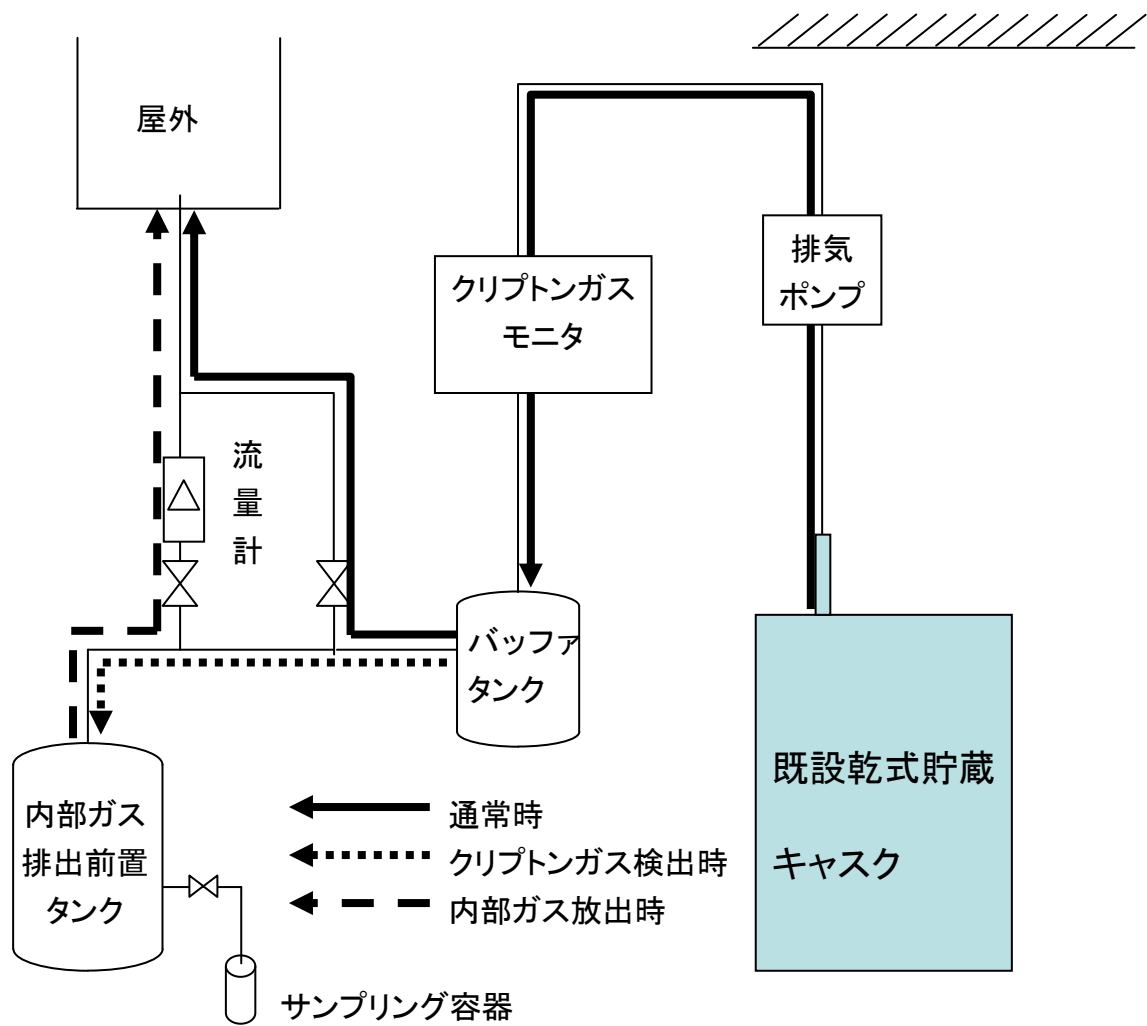 屋外
排気
ポンプ
クリプトンガス
モニタ
流
量
計
バッファ
タンク
既設乾式貯蔵
キャスク
内部ガス
排出前置
タンク
通常時
クリプトンガス検出時
内部ガス放出時
サンプリング容器